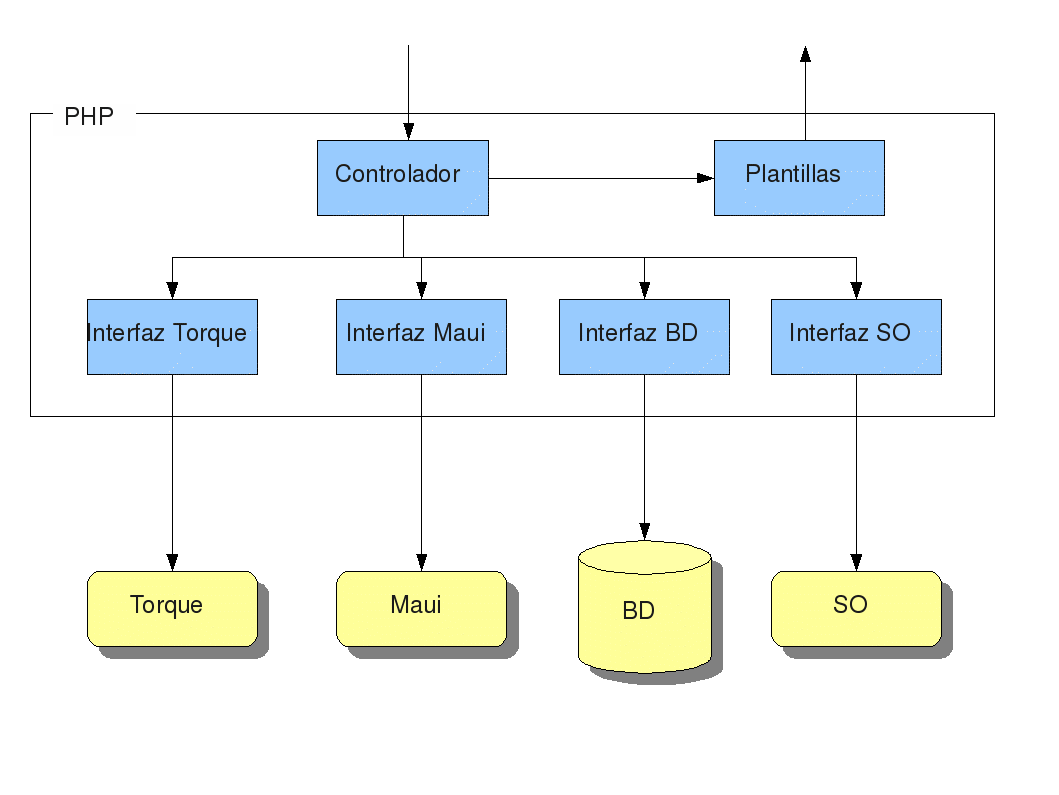 PHP
Controlador
Plantillas
Interfaz Torque
Interfaz Maui
Interfaz BD
Interfaz SO
Torque
Maui
BD
SO